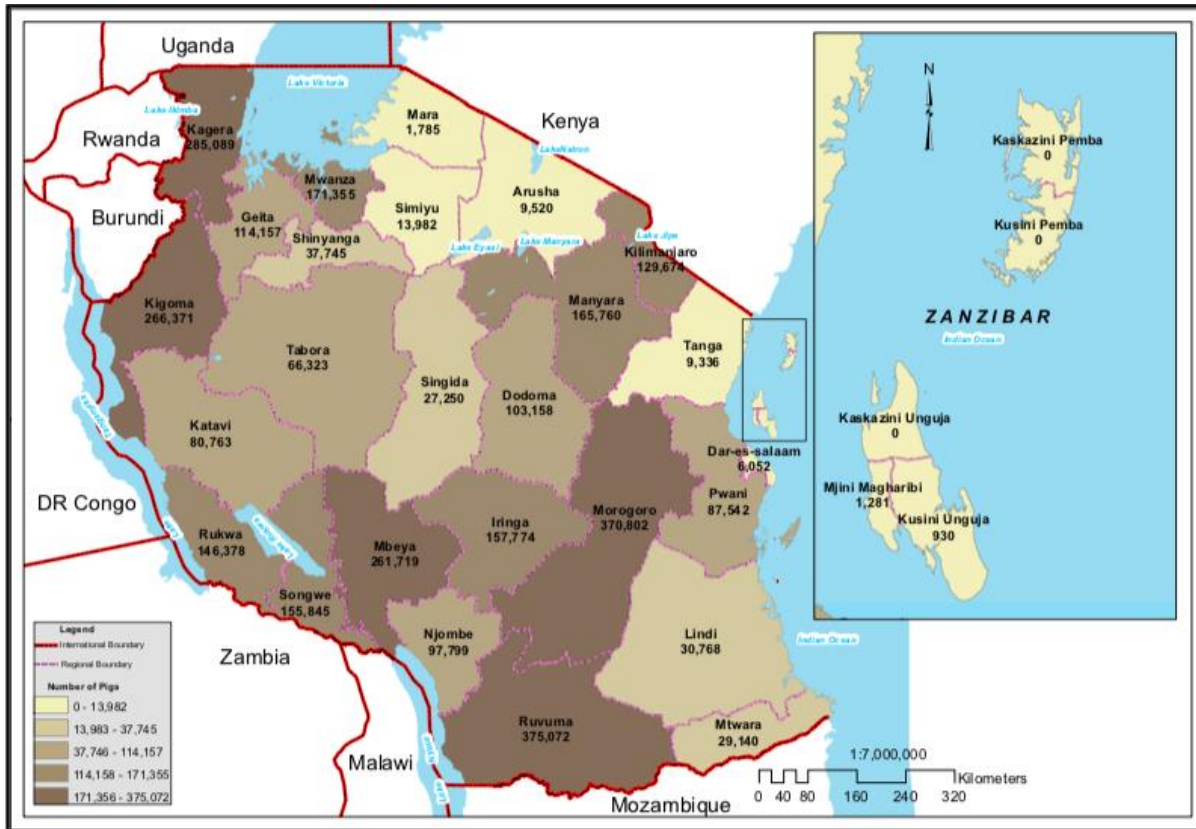 Uganda
Lake Victoria
Lake Ikimba
Rwanda
Kagera
285,089
Mara
1,785
Kenya
LakeNatron
Mwanza
171,355
Arusha
9,520
Burundi
Geita
114,157
Simiyu
13,982
Shinyanga
37,745
Lake Eyasi
Lake Manyara
Lake Jipe
Kilimanjaro
129,674
Kigoma
266,371
Manyara
165,760
Tabora
66,323
Tanga
9,336
Singida
27,250
Dodoma
103,158
Katavi
80,763
Tanganyika
Lake
Dar-es-salaam
6,052
Pwani
87,542
DR Congo
Rukwa
146,378
Lake Rukwa
Mbeya
261,719
Iringa
157,774
Morogoro
370,802
Songwe
155,845
Njombe
97,799
Lindi
30,768
Indian Ocean
Zambia
Ruvuma
375,072
Mtwara
29,140
Malawi
Lake
Mozambique
N
Kaskazini Pemba
0
Kusini Pemba
0
ZANZIBAR
Indian Ocean
Kaskazini Unguja
0
Mjini Magharibi
1,281
Kusini Unguja
930
Legend
International Boundary
Regional Boundary
Number of Pigs
0 - 13,982
13,983 - 37,745
37,746 - 114,157
114,158 - 171,355
171,356 - 375,072
1:7,000,000
Kilometers
0 40 80 160 240 320